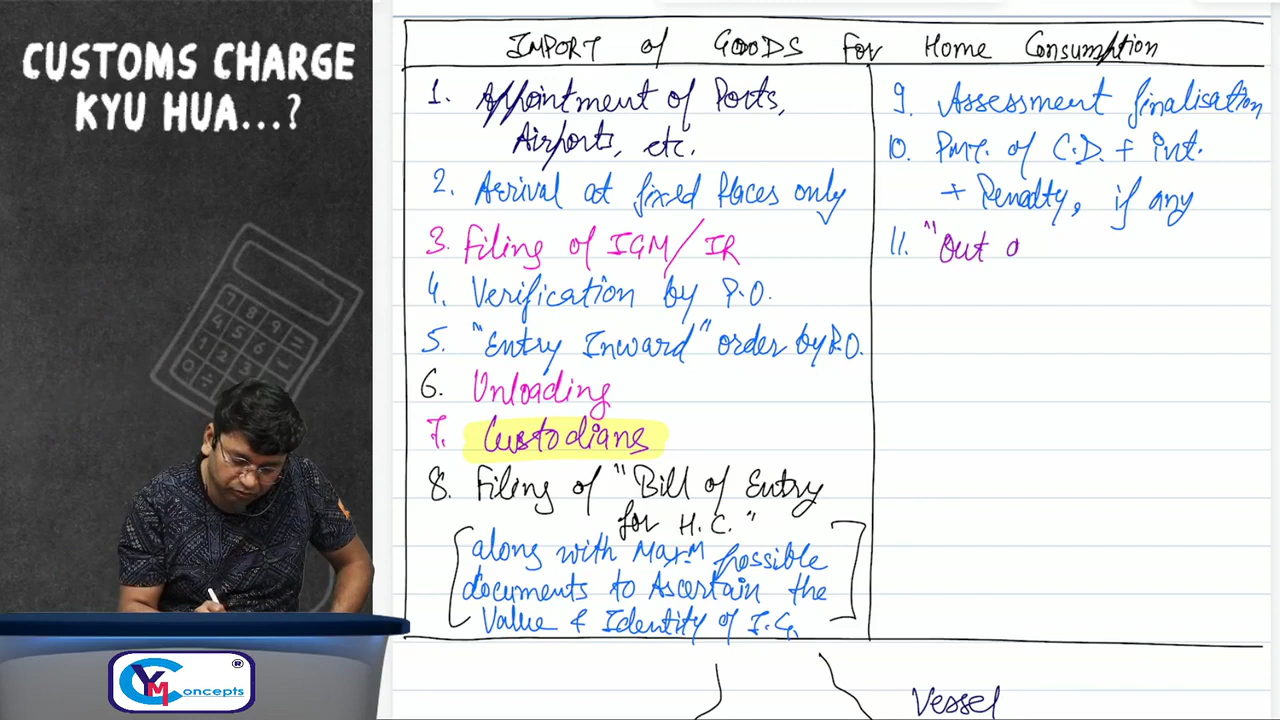 CUSTOMS CHARGE
KYU HUA...?
IMPORT of GOODS For Home Consumption
1. Appointment of Ports,
Airports, etc.
2. Arrival at fixed Places only
3. Filing of IGM/IR
4. Verification by P.O.
5. "Entry Inward" order by P.O.
6. Unloading
7. Custodians
8. Filing of "Bill of Entry
for H.C."
along with Max.m possible
documents to Ascertain the
Value & Identity of I.G.
9. Assessment finalisation
10. Pmt. of C.D. + int.
+ Penalty, if any
11. "Out o
Vessel
YM Concepts ®